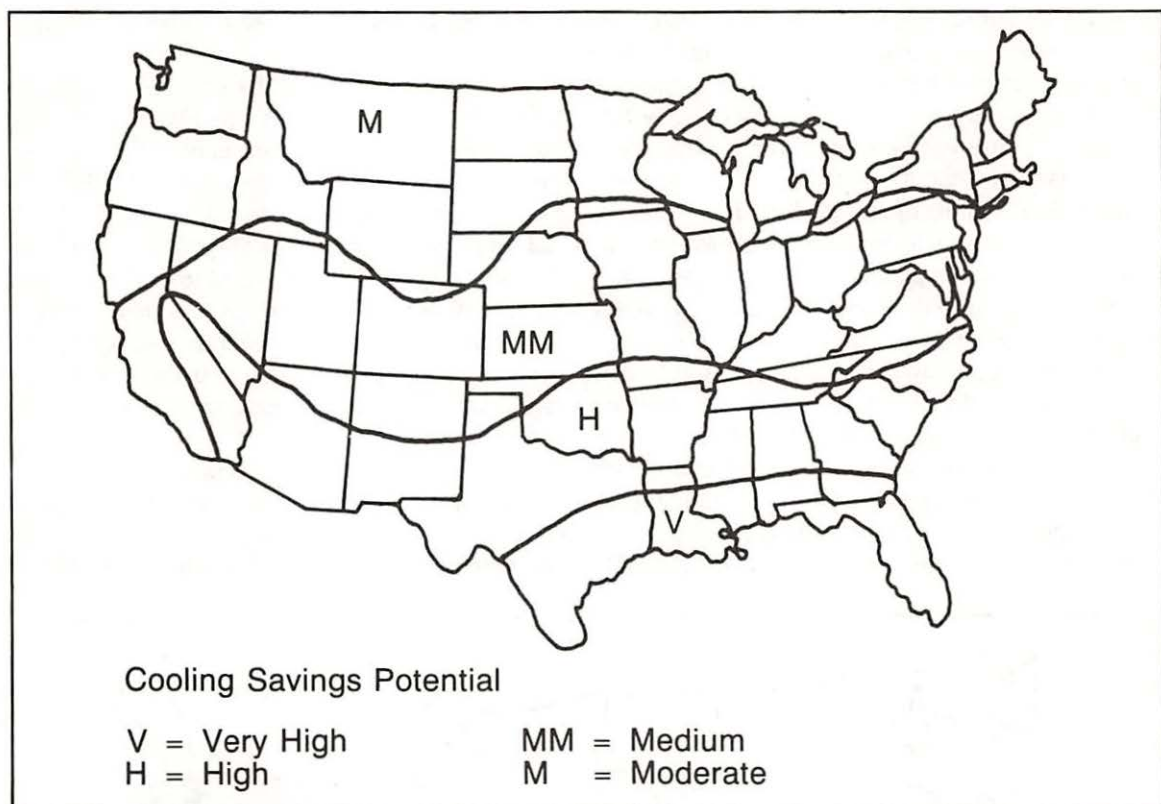 M
MM
H
V
Cooling Savings Potential
V = Very High MM = Medium
H = High M = Moderate